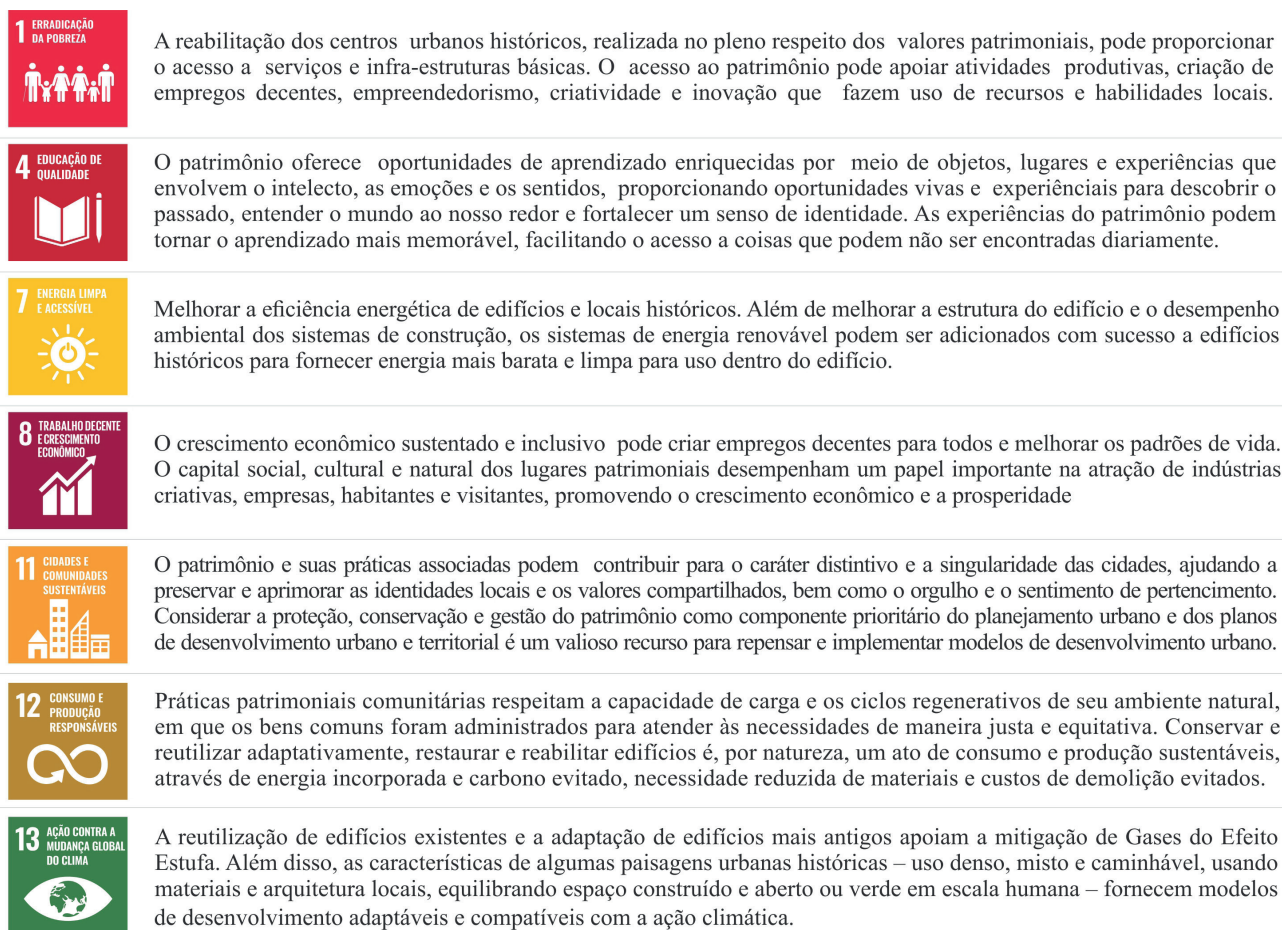 1 ERRADICAÇÃO
DA POBREZA
A reabilitação dos centros urbanos históricos, realizada no pleno respeito dos valores patrimoniais, pode proporcionar
o acesso a serviços e infra-estruturas básicas. O acesso ao patrimônio pode apoiar atividades produtivas, criação de
empregos decentes, empreendedorismo, criatividade e inovação que fazem uso de recursos e habilidades locais.
4 EDUCAÇÃO DE
QUALIDADE
O patrimônio oferece oportunidades de aprendizado enriquecidas por meio de objetos, lugares e experiências que
envolvem o intelecto, as emoções e os sentidos, proporcionando oportunidades vivas e experiênciais para descobrir o
passado, entender o mundo ao nosso redor e fortalecer um senso de identidade. As experiências do patrimônio podem
tornar o aprendizado mais memorável, facilitando o acesso a coisas que podem não ser encontradas diariamente.
7 ENERGIA LIMPA
E ACESSÍVEL
Melhorar a eficiência energética de edifícios e locais históricos. Além de melhorar a estrutura do edifício e o desempenho
ambiental dos sistemas de construção, os sistemas de energia renovável podem ser adicionados com sucesso a edifícios
históricos para fornecer energia mais barata e limpa para uso dentro do edifício.
8 TRABALHO DECENTE
E CRESCIMENTO
ECONÔMICO
O crescimento econômico sustentado e inclusivo pode criar empregos decentes para todos e melhorar os padrões de vida.
O capital social, cultural e natural dos lugares patrimoniais desempenham um papel importante na atração de indústrias
criativas, empresas, habitantes e visitantes, promovendo o crescimento econômico e a prosperidade
11 CIDADES E
COMUNIDADES
SUSTENTÁVEIS
O patrimônio e suas práticas associadas podem contribuir para o caráter distintivo e a singularidade das cidades, ajudando a
preservar e aprimorar as identidades locais e os valores compartilhados, bem como o orgulho e o sentimento de pertencimento.
Considerar a proteção, conservação e gestão do patrimônio como componente prioritário do planejamento urbano e dos planos
de desenvolvimento urbano e territorial é um valioso recurso para repensar e implementar modelos de desenvolvimento urbano.
12 CONSUMO E
PRODUÇÃO
RESPONSÁVEIS
Práticas patrimoniais comunitárias respeitam a capacidade de carga e os ciclos regenerativos de seu ambiente natural,
em que os bens comuns foram administrados para atender às necessidades de maneira justa e equitativa. Conservar e
reutilizar adaptativamente, restaurar e reabilitar edifícios é, por natureza, um ato de consumo e produção sustentáveis,
através de energia incorporada e carbono evitado, necessidade reduzida de materiais e custos de demolição evitados.
13 AÇÃO CONTRA A
MUDANÇA GLOBAL
DO CLIMA
A reutilização de edifícios existentes e a adaptação de edifícios mais antigos apoiam a mitigação de Gases do Efeito
Estufa. Além disso, as características de algumas paisagens urbanas históricas – uso denso, misto e caminhável, usando
materiais e arquitetura locais, equilibrando espaço construído e aberto ou verde em escala humana – fornecem modelos
de desenvolvimento adaptáveis e compatíveis com a ação climática.